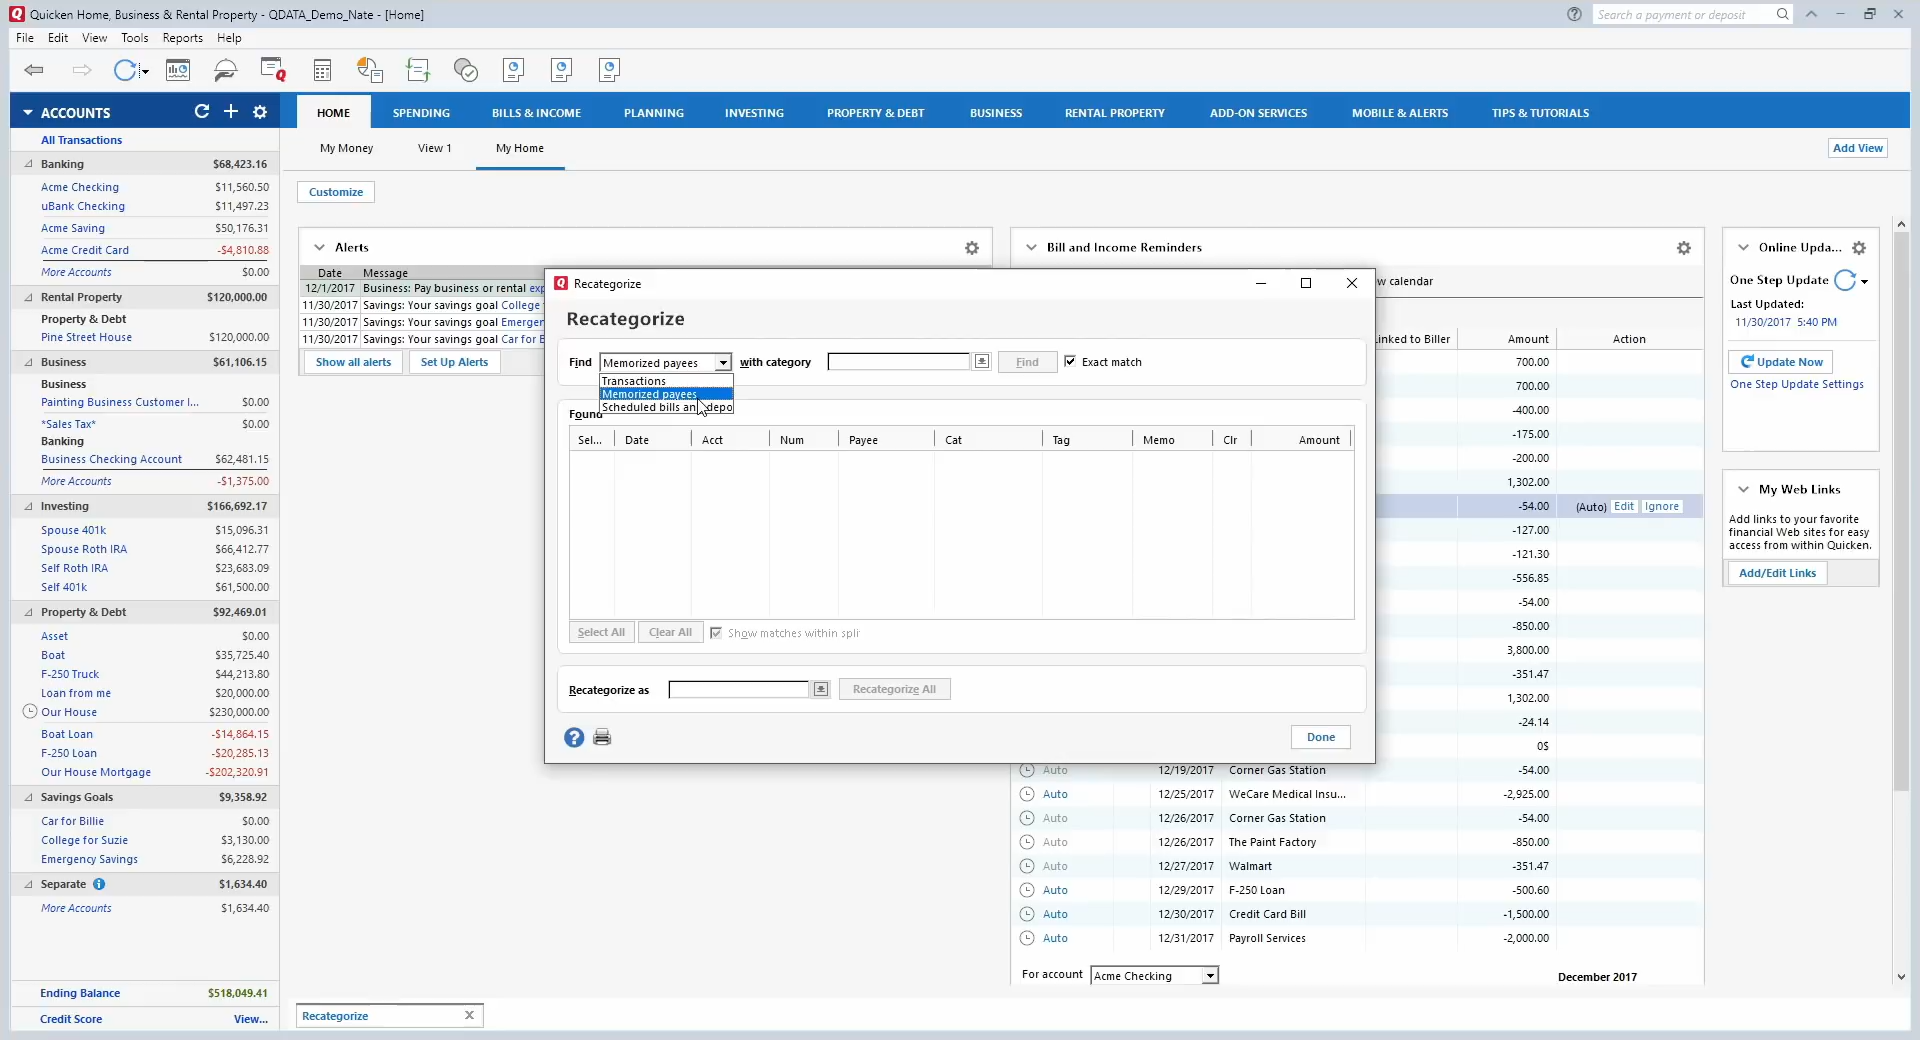 Quicken Home, Business & Rental Property - QDATA_Demo_Nate - [Home]
Search a payment or deposit
File Edit View Tools Reports Help
ACCOUNTS
HOME SPENDING BILLS & INCOME PLANNING INVESTING PROPERTY & DEBT BUSINESS RENTAL PROPERTY ADD-ON SERVICES MOBILE & ALERTS TIPS & TUTORIALS
My Money View 1 My Home
Add View
Customize
All Transactions
Banking $68,423.16
Acme Checking $11,560.50
uBank Checking $11,497.23
Acme Saving $50,176.31
Acme Credit Card -$4,810.88
More Accounts $0.00
Rental Property $120,000.00
Property & Debt
Pine Street House $120,000.00
Business $61,106.15
Business
Painting Business Customer I... $0.00
*Sales Tax* $0.00
Banking
Business Checking Account $62,481.15
More Accounts -$1,375.00
Investing $166,692.17
Spouse 401k $15,096.31
Spouse Roth IRA $66,412.77
Self Roth IRA $23,683.09
Self 401k $61,500.00
Property & Debt $92,469.01
Asset $0.00
Boat $35,725.40
F-250 Truck $44,213.80
Loan from me $20,000.00
Our House $230,000.00
Boat Loan -$14,864.15
F-250 Loan -$20,285.13
Our House Mortgage -$202,320.91
Savings Goals $9,358.92
Car for Billie $0.00
College for Suzie $3,130.00
Emergency Savings $6,228.92
Separate $1,634.40
More Accounts $1,634.40
Ending Balance $518,049.41
Credit Score View...
Alerts
Date Message
12/1/2017 Business: Pay business or rental exp
11/30/2017 Savings: Your savings goal College
11/30/2017 Savings: Your savings goal Emergen
11/30/2017 Savings: Your savings goal Car for B
Show all alerts Set Up Alerts
Recategorize
Recategorize
Find Memorized payees with category Find Exact match
Transactions
Memorized payees
Scheduled bills an depo
Found
Sel... Date Acct Num Payee Cat Tag Memo Clr Amount
Select All Clear All Show matches within split
Recategorize as Recategorize All
Done
Bill and Income Reminders
w calendar
inked to Biller Amount Action
700.00
700.00
-400.00
-175.00
-200.00
1,302.00
-54.00 (Auto) Edit Ignore
-127.00
-121.30
-556.85
-54.00
-850.00
3,800.00
-351.47
1,302.00
-24.14
0$
Auto 12/19/2017 Corner Gas Station -54.00
Auto 12/25/2017 WeCare Medical Insu... -2,925.00
Auto 12/26/2017 Corner Gas Station -54.00
Auto 12/26/2017 The Paint Factory -850.00
Auto 12/27/2017 Walmart -351.47
Auto 12/29/2017 F-250 Loan -500.60
Auto 12/30/2017 Credit Card Bill -1,500.00
Auto 12/31/2017 Payroll Services -2,000.00
For account Acme Checking December 2017
Online Upda...
One Step Update
Last Updated:
11/30/2017 5:40 PM
Update Now
One Step Update Settings
My Web Links
Add links to your favorite
financial Web sites for easy
access from within Quicken.
Add/Edit Links
Recategorize